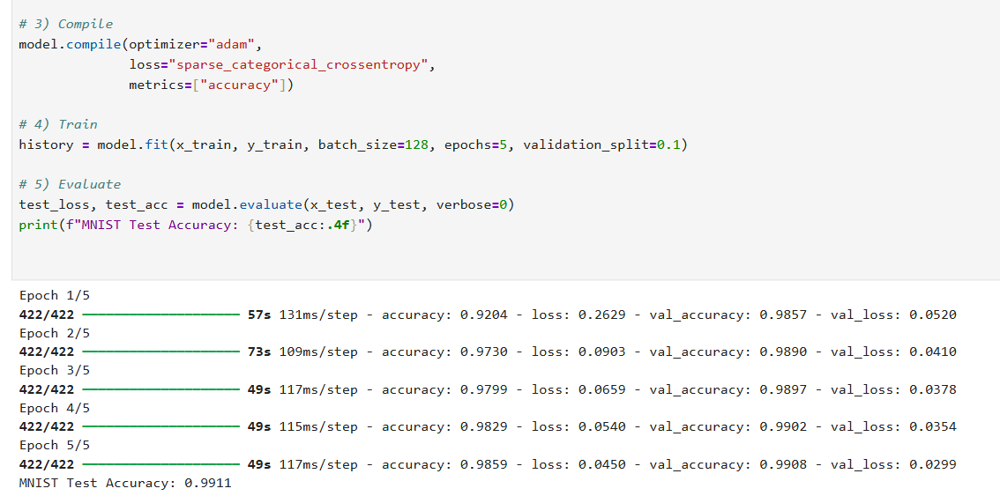 # 3) Compile
model.compile(optimizer="adam",
              loss="sparse_categorical_crossentropy",
              metrics=["accuracy"])
# 4) Train
history = model.fit(x_train, y_train, batch_size=128, epochs=5, validation_split=0.1)
# 5) Evaluate
test_loss, test_acc = model.evaluate(x_test, y_test, verbose=0)
print(f"MNIST Test Accuracy: {test_acc:.4f}")
Epoch 1/5
422/422 ━━━━━━━━━━━━━━━━━━━━ 57s 131ms/step - accuracy: 0.9204 - loss: 0.2629 - val_accuracy: 0.9857 - val_loss: 0.0520
Epoch 2/5
422/422 ━━━━━━━━━━━━━━━━━━━━ 73s 109ms/step - accuracy: 0.9730 - loss: 0.0903 - val_accuracy: 0.9890 - val_loss: 0.0410
Epoch 3/5
422/422 ━━━━━━━━━━━━━━━━━━━━ 49s 117ms/step - accuracy: 0.9799 - loss: 0.0659 - val_accuracy: 0.9897 - val_loss: 0.0378
Epoch 4/5
422/422 ━━━━━━━━━━━━━━━━━━━━ 49s 115ms/step - accuracy: 0.9829 - loss: 0.0540 - val_accuracy: 0.9902 - val_loss: 0.0354
Epoch 5/5
422/422 ━━━━━━━━━━━━━━━━━━━━ 49s 117ms/step - accuracy: 0.9859 - loss: 0.0450 - val_accuracy: 0.9908 - val_loss: 0.0299
MNIST Test Accuracy: 0.9911